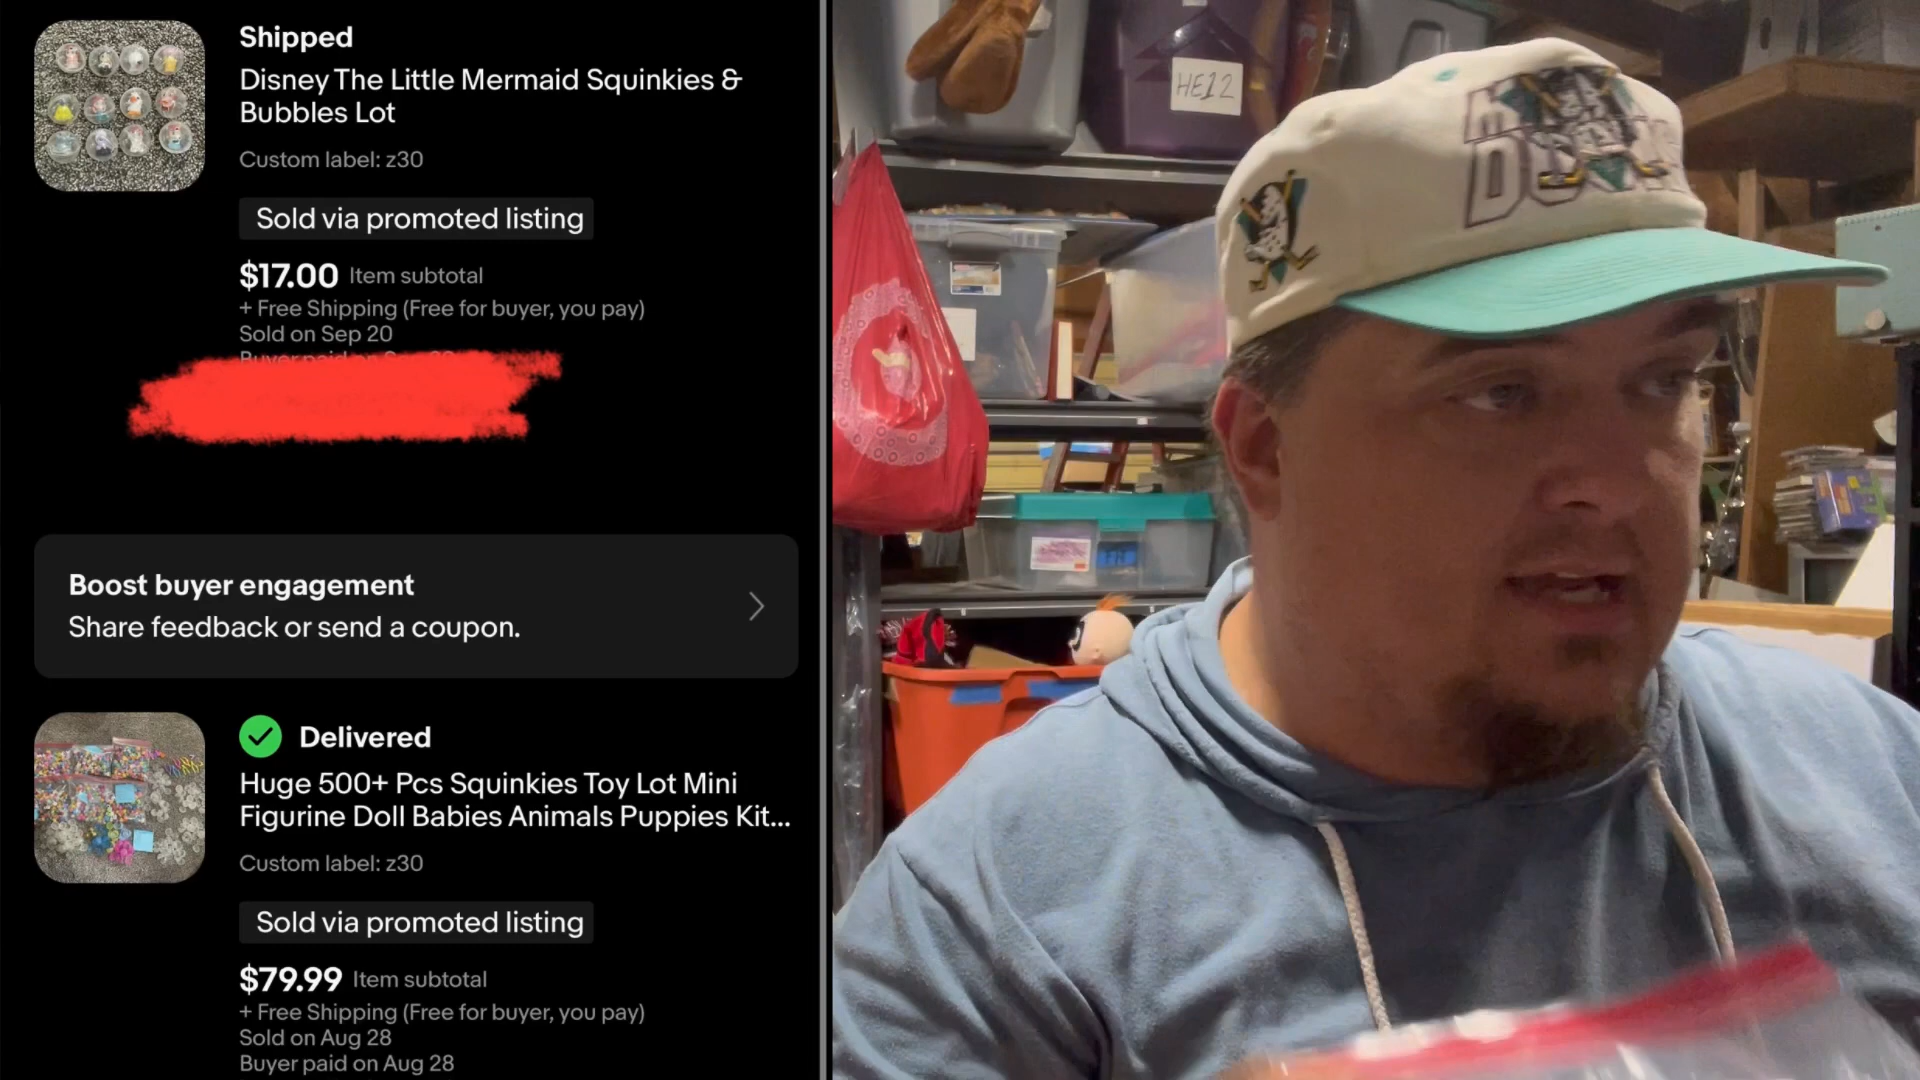 Shipped
Disney The Little Mermaid Squinkies &
Bubbles Lot
Custom label: z30
Sold via promoted listing
$17.00 Item subtotal
+ Free Shipping (Free for buyer, you pay)
Sold on Sep 20
Boost buyer engagement
Share feedback or send a coupon.
Delivered
Huge 500+ Pcs Squinkies Toy Lot Mini
Figurine Doll Babies Animals Puppies Kit...
Custom label: z30
Sold via promoted listing
$79.99 Item subtotal
+ Free Shipping (Free for buyer, you pay)
Sold on Aug 28
Buyer paid on Aug 28
HE12